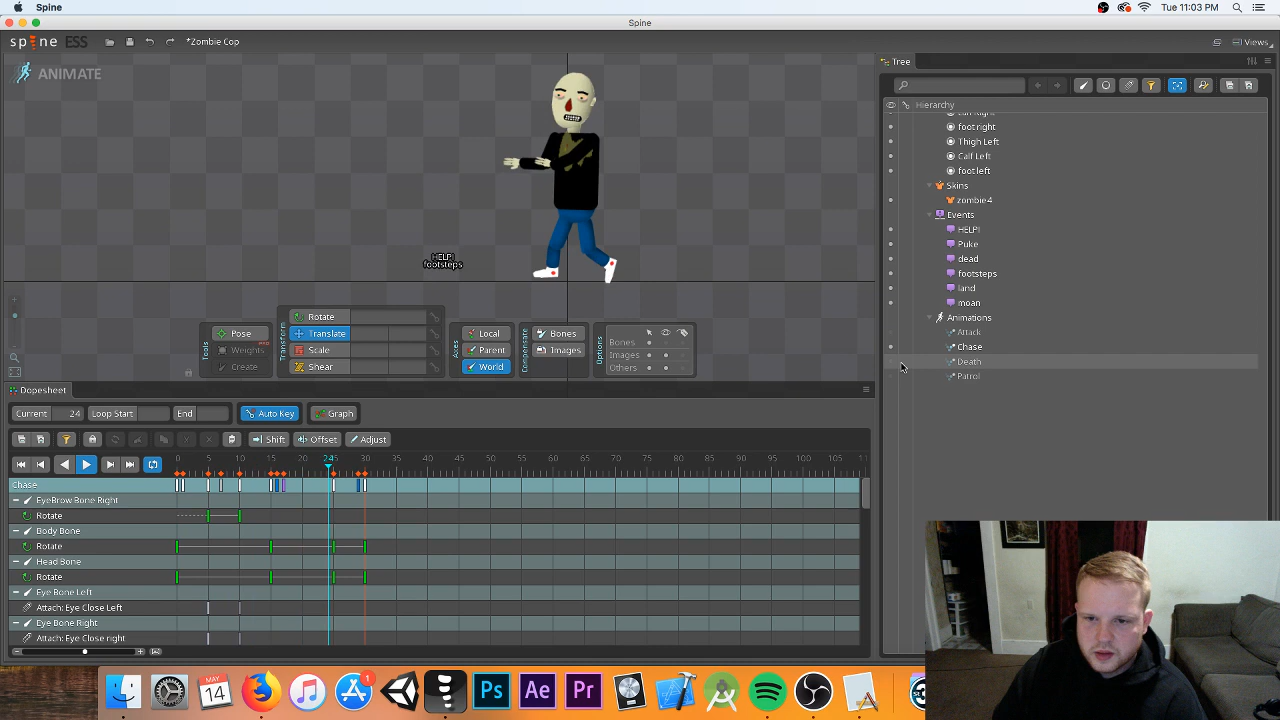 Spine
Tue 11:03 PM
Spine
spine ESS
*Zombie Cop
Views
ANIMATE
Tree
Hierarchy
foot right
Thigh Left
Calf Left
foot left
Skins
zombie4
Events
HELP!
Puke
dead
footsteps
land
moan
Animations
Attack
Chase
Death
Patrol
HELP!
footsteps
Tools
Pose
Weights
Create
Transform
Rotate
Translate
Scale
Shear
Axes
Local
Parent
World
Compensate
Bones
Images
Options
Bones
Images
Others
Dopesheet
Current 24 Loop Start End Auto Key Graph
Shift Offset Adjust
0 5 10 15 20 24 30 35 40 45 50 55 60 65 70 75 80 85 90 95 100 105 11
Chase
EyeBrow Bone Right
Rotate
Body Bone
Rotate
Head Bone
Rotate
Eye Bone Left
Attach: Eye Close Left
Eye Bone Right
Attach: Eye Close right
MAY
14
1
Ps
Ae
Pr